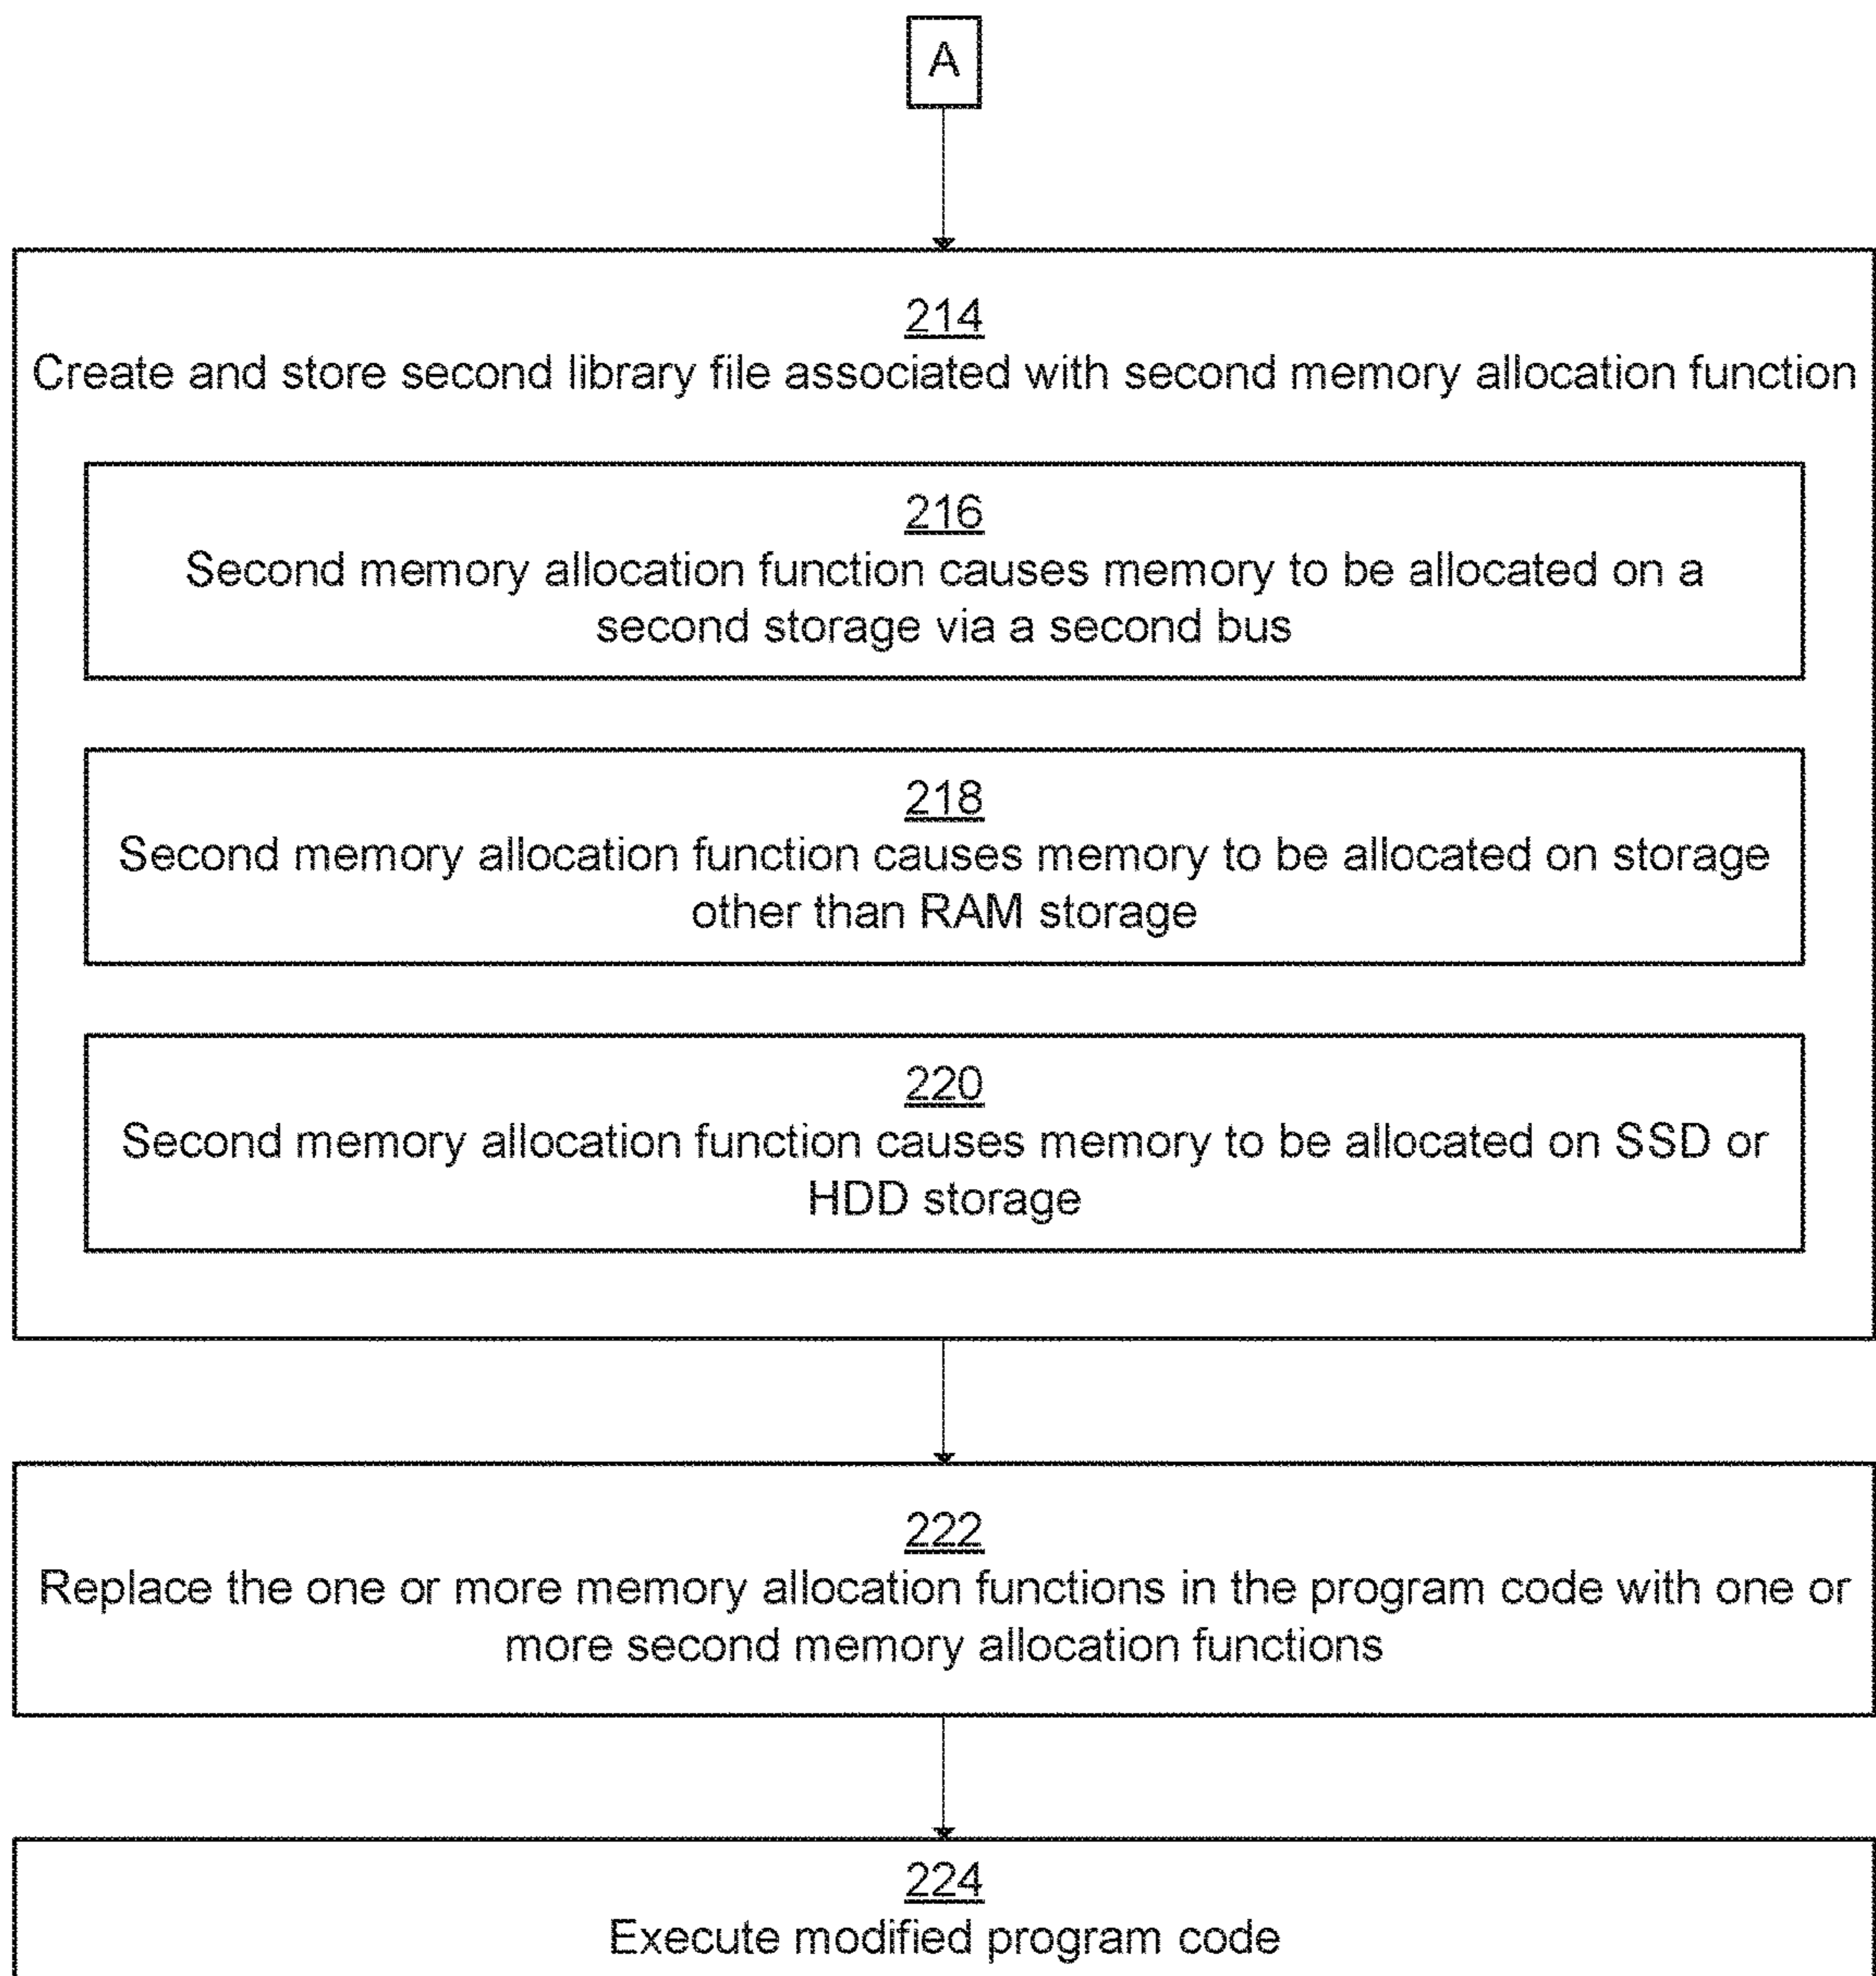 A
214
Create and store second library file associated with second memory allocation function
216
Second memory allocation function causes memory to be allocated on a
second storage via a second bus
218
Second memory allocation function causes memory to be allocated on storage
other than RAM storage
220
Second memory allocation function causes memory to be allocated on SSD or
HDD storage
222
Replace the one or more memory allocation functions in the program code with one or
more second memory allocation functions
224
Execute modified program code